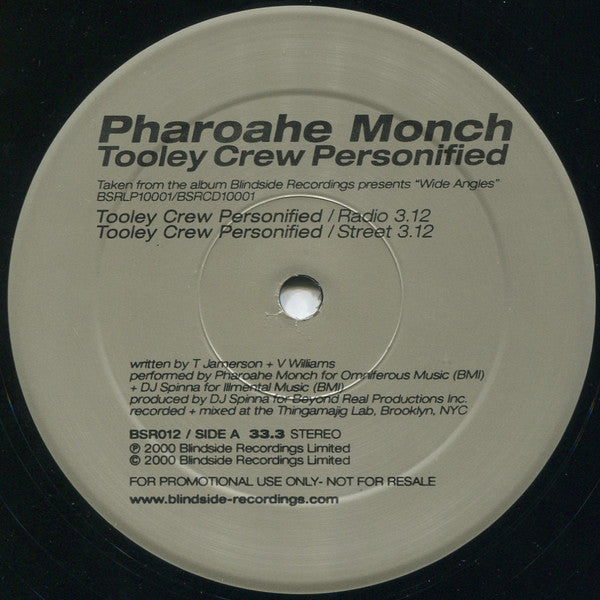 Pharoahe Monch
Tooley Crew Personified
Taken from the album Blindside Recordings presents "Wide Angles"
BSRLP10001/BSRCD10001
Tooley Crew Personified / Radio 3.12
Tooley Crew Personified / Street 3.12
written by T Jamerson + V Williams
performed by Pharoahe Monch for Omniferous Music (BMI)
+ DJ Spinna for Illmental Music (BMI)
produced by DJ Spinna for Beyond Real Productions Inc.
recorded + mixed at the Thingamajig Lab, Brooklyn, NYC
BSR012 / SIDE A 33.3 STEREO
℗ 2000 Blindside Recordings Limited
© 2000 Blindside Recordings Limited
FOR PROMOTIONAL USE ONLY- NOT FOR RESALE
www.blindside-recordings.com